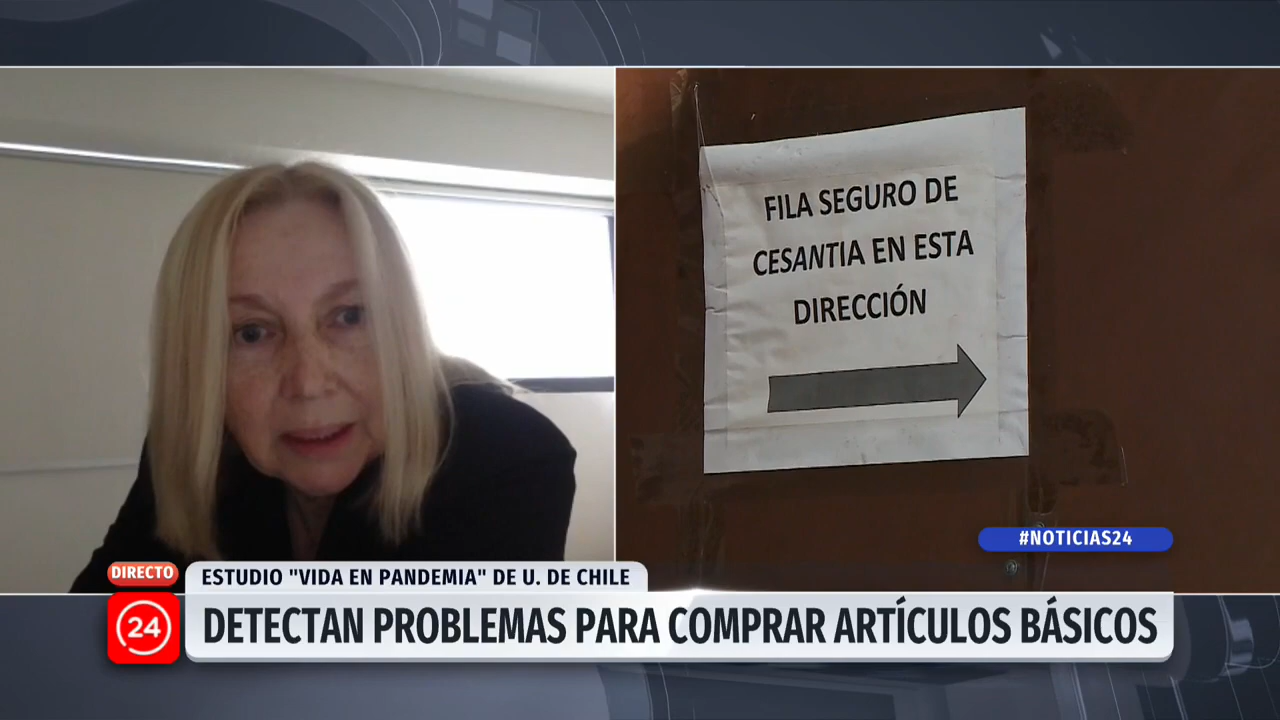 FILA SEGURO DE
CESANTIA EN ESTA
DIRECCIÓN
#NOTICIAS24
DIRECTO
ESTUDIO "VIDA EN PANDEMIA" DE U. DE CHILE
24
DETECTAN PROBLEMAS PARA COMPRAR ARTÍCULOS BÁSICOS